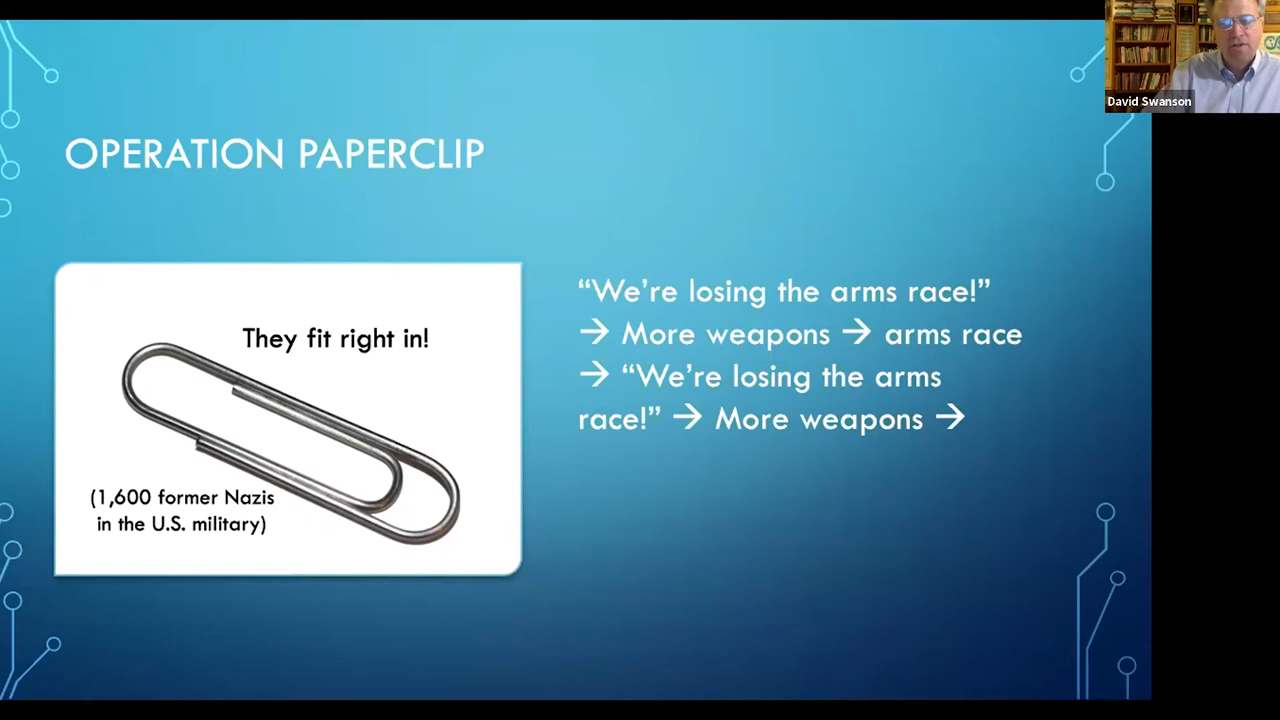 David Swanson
OPERATION PAPERCLIP
They fit right in!
(1,600 former Nazis
in the U.S. military)
“We’re losing the arms race!”
→ More weapons → arms race
→ “We’re losing the arms
race!” → More weapons →